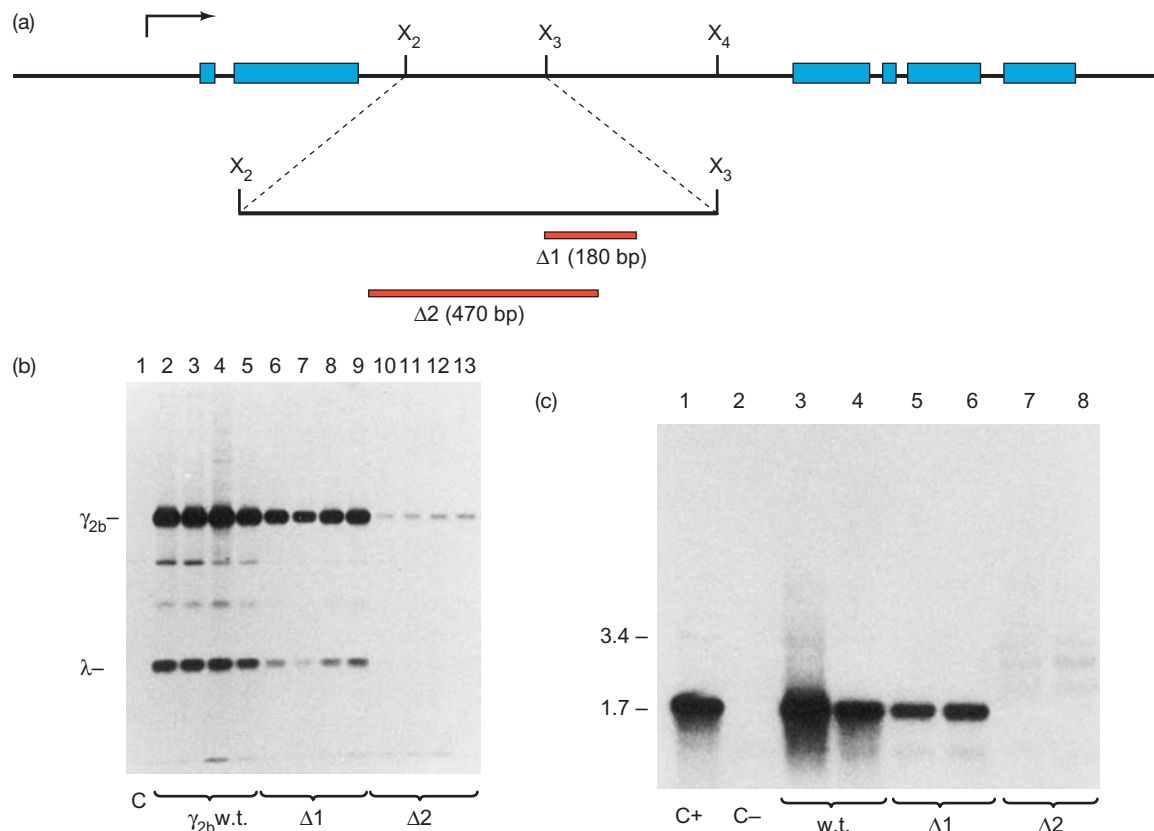 (a)
X2 X3 X4
X2 X3
Δ1 (180 bp)
Δ2 (470 bp)
(b) 1 2 3 4 5 6 7 8 9 10 11 12 13
γ2b–
λ–
C γ2b w.t. Δ1 Δ2
(c) 1 2 3 4 5 6 7 8
3.4 –
1.7 –
C+ C– w.t. Δ1 Δ2